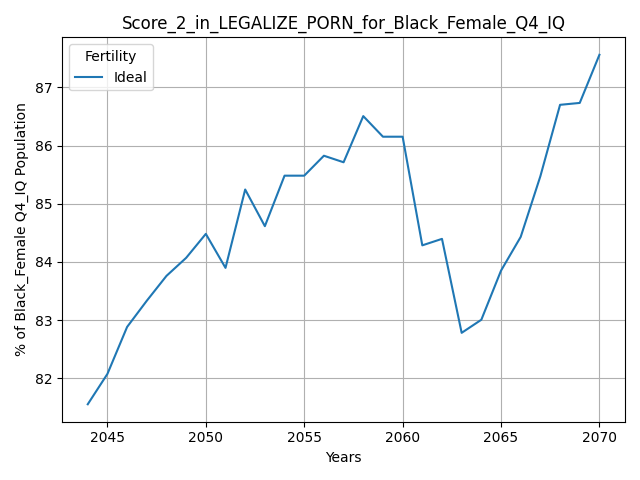 Score_2_in_LEGALIZE_PORN_for_Black_Female_Q4_IQ
Fertility
Ideal
% of Black_Female Q4_IQ Population
87
86
85
84
83
82
2045 2050 2055 2060 2065 2070
Years